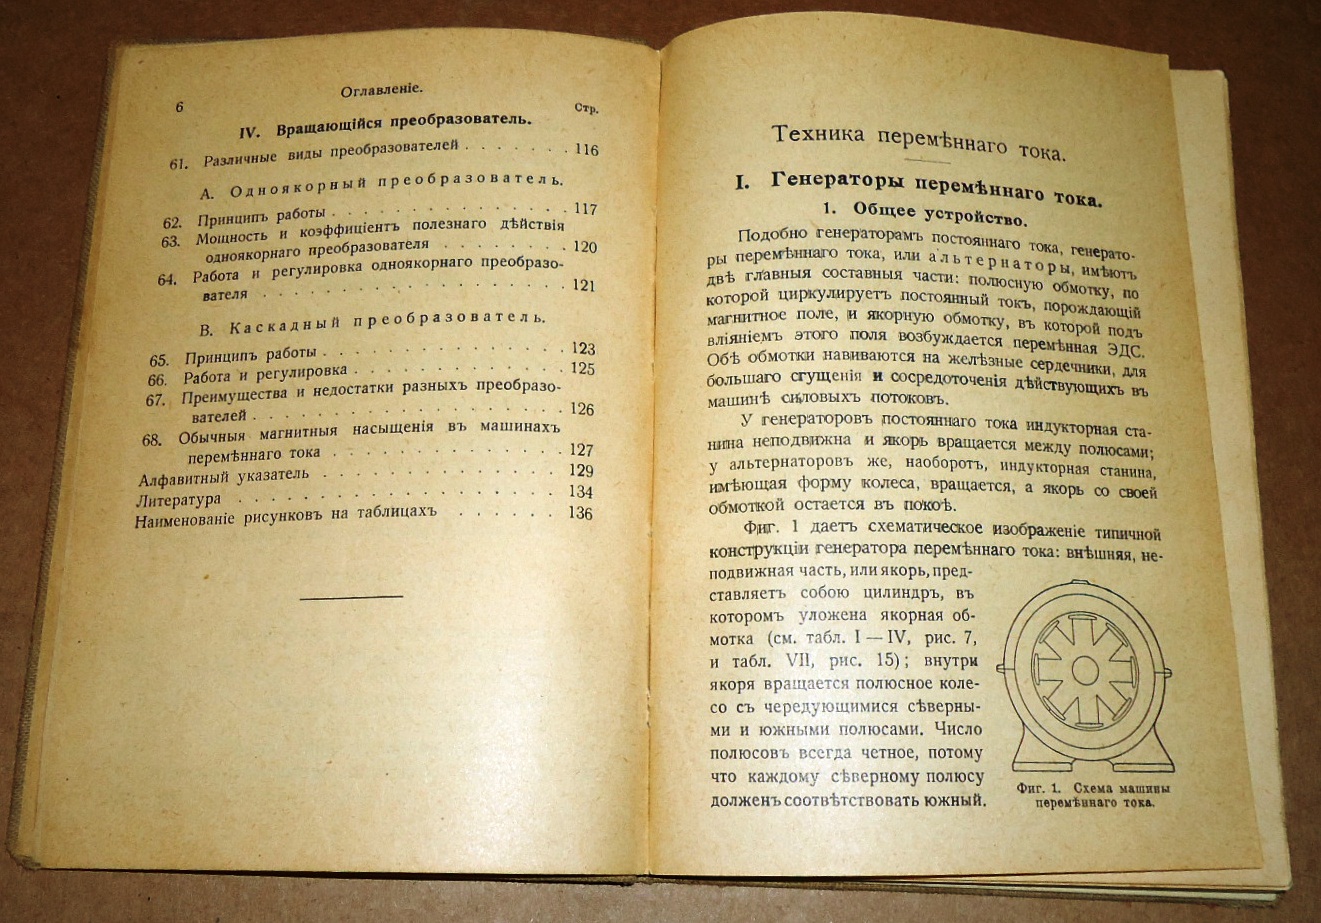 6
Оглавленіе.
Стр.
IV. Вращающійся преобразователь.
61. Различные виды преобразователей . . . . . . . 116
А. Одноякорный преобразователь.
62. Принципъ работы . . . . . . . . . . . . . . . . 117
63. Мощность и коэффиціентъ полезнаго дѣйствія
одноякорнаго преобразователя . . . . . . . . 120
64. Работа и регулировка одноякорнаго преобразо-
вателя . . . . . . . . . . . . . . . . . . . . . 121
В. Каскадный преобразователь.
65. Принципъ работы . . . . . . . . . . . . . . . . 123
66. Работа и регулировка . . . . . . . . . . . . . . 125
67. Преимущества и недостатки разныхъ преобразо-
вателей . . . . . . . . . . . . . . . . . . . . 126
68. Обычныя магнитныя насыщенія въ машинахъ
перемѣннаго тока . . . . . . . . . . . . . . . . 127
Алфавитный указатель . . . . . . . . . . . . . . . 129
Литература . . . . . . . . . . . . . . . . . . . . 134
Наименованіе рисунковъ на таблицахъ . . . . . . 136
Техника перемѣннаго тока.
I. Генераторы перемѣннаго тока.
1. Общее устройство.
Подобно генераторамъ постояннаго тока, генерато-
ры перемѣннаго тока, или альтернаторы, имѣютъ
двѣ главныя составныя части: полюсную обмотку, по
которой циркулируетъ постоянный токъ, порождающій
магнитное поле, и якорную обмотку, въ которой подъ
вліяніемъ этого поля возбуждается перемѣнная ЭДС.
Обѣ обмотки навиваются на желѣзные сердечники, для
большаго сгущенія и сосредоточенія дѣйствующихъ въ
машинѣ силовыхъ потоковъ.
У генераторовъ постояннаго тока индукторная ста-
нина неподвижна и якорь вращается между полюсами;
у альтернаторовъ же, наоборотъ, индукторная станина,
имѣющая форму колеса, вращается, а якорь со своей
обмоткой остается въ покоѣ.
Фиг. 1 даетъ схематическое изображеніе типичной
конструкціи генератора перемѣннаго тока: внѣшняя, не-
подвижная часть, или якорь, пред-
ставляетъ собою цилиндръ, въ
которомъ уложена якорная об-
мотка (см. табл. I — IV, рис. 7,
и табл. VII, рис. 15); внутри
якоря вращается полюсное коле-
со съ чередующимися сѣверны-
ми и южными полюсами. Число
полюсовъ всегда четное, потому
что каждому сѣверному полюсу
долженъ соотвѣтствовать южный.
Фиг. 1. Схема машины
перемѣннаго тока.